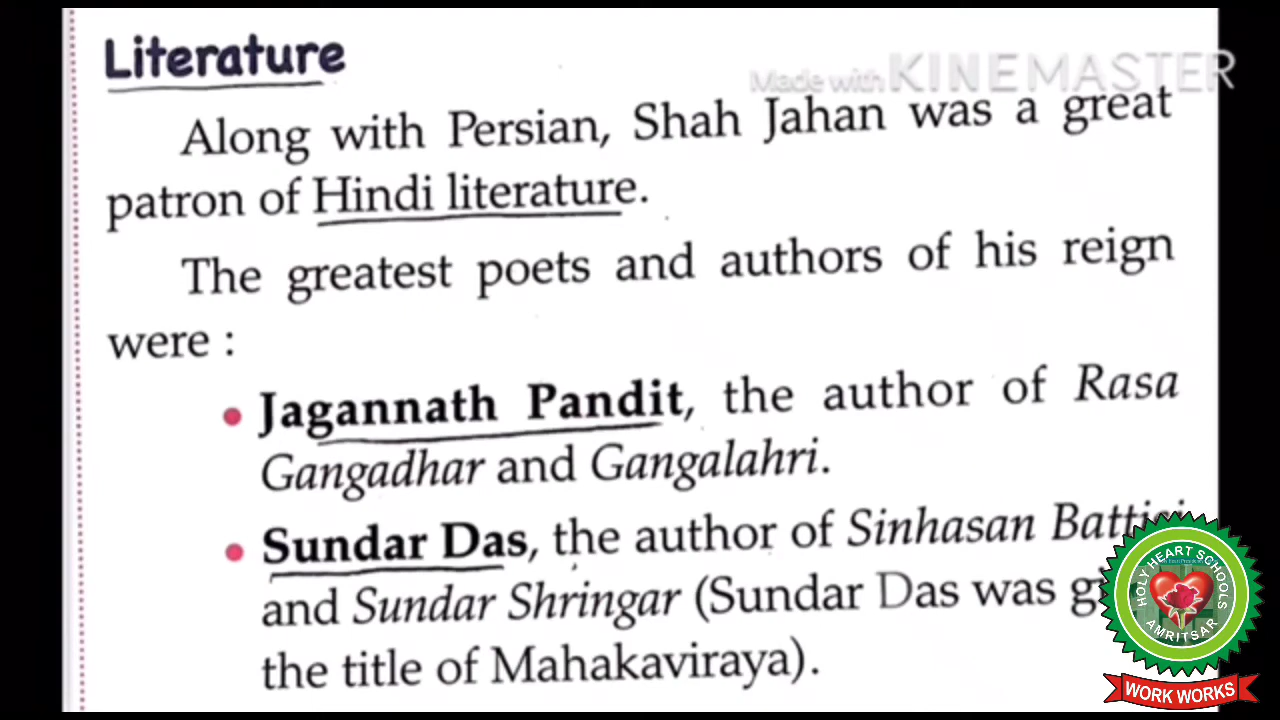 Literature
Made with KINEMASTER
Along with Persian, Shah Jahan was a great
patron of Hindi literature.
The greatest poets and authors of his reign
were :
Jagannath Pandit, the author of Rasa
Gangadhar and Gangalahri.
Sundar Das, the author of Sinhasan
and Sundar Shringar (Sundar Das was
the title of Mahakaviraya).
HOLY HEART SCHOOLS
AMRITSAR
WORK WORKS